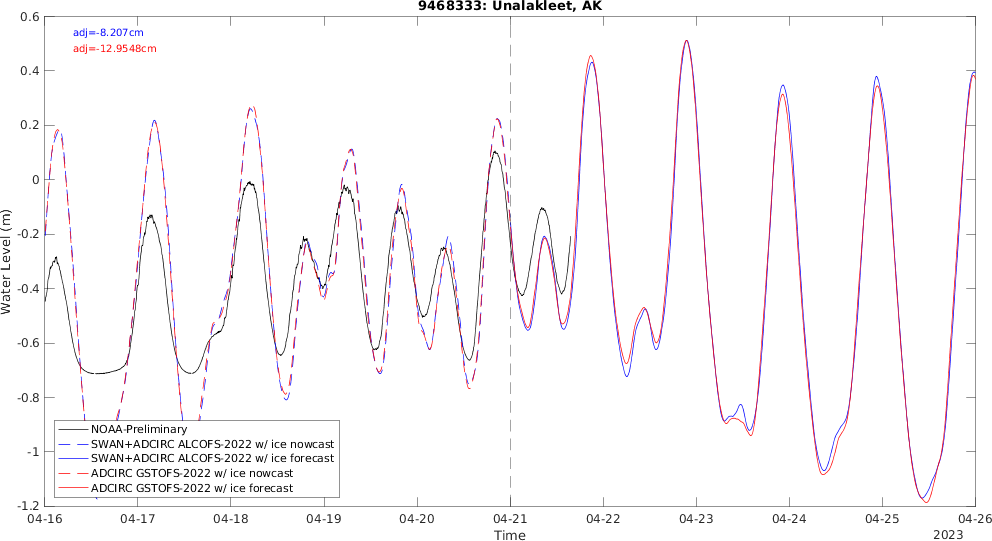 9468333: Unalakleet, AK
adj=-8.207cm
adj=-12.9548cm
0.6
0.4
0.2
0
-0.2
-0.4
-0.6
-0.8
-1
-1.2
Water Level (m)
NOAA-Preliminary
SWAN+ADCIRC ALCOFS-2022 w/ ice nowcast
SWAN+ADCIRC ALCOFS-2022 w/ ice forecast
ADCIRC GSTOFS-2022 w/ ice nowcast
ADCIRC GSTOFS-2022 w/ ice forecast
04-16 04-17 04-18 04-19 04-20 04-21 04-22 04-23 04-24 04-25 04-26
Time
2023